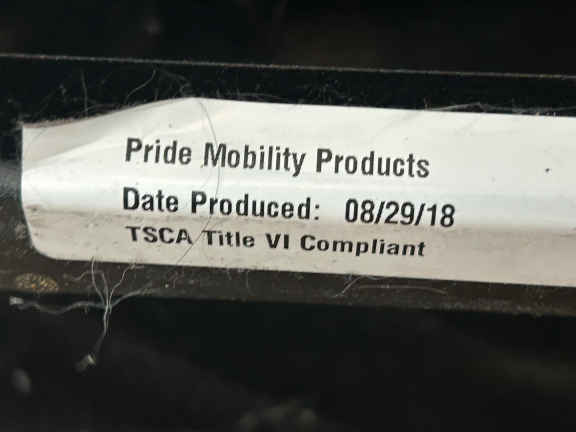 Pride Mobility Products
Date Produced: 08/29/18
TSCA Title VI Compliant